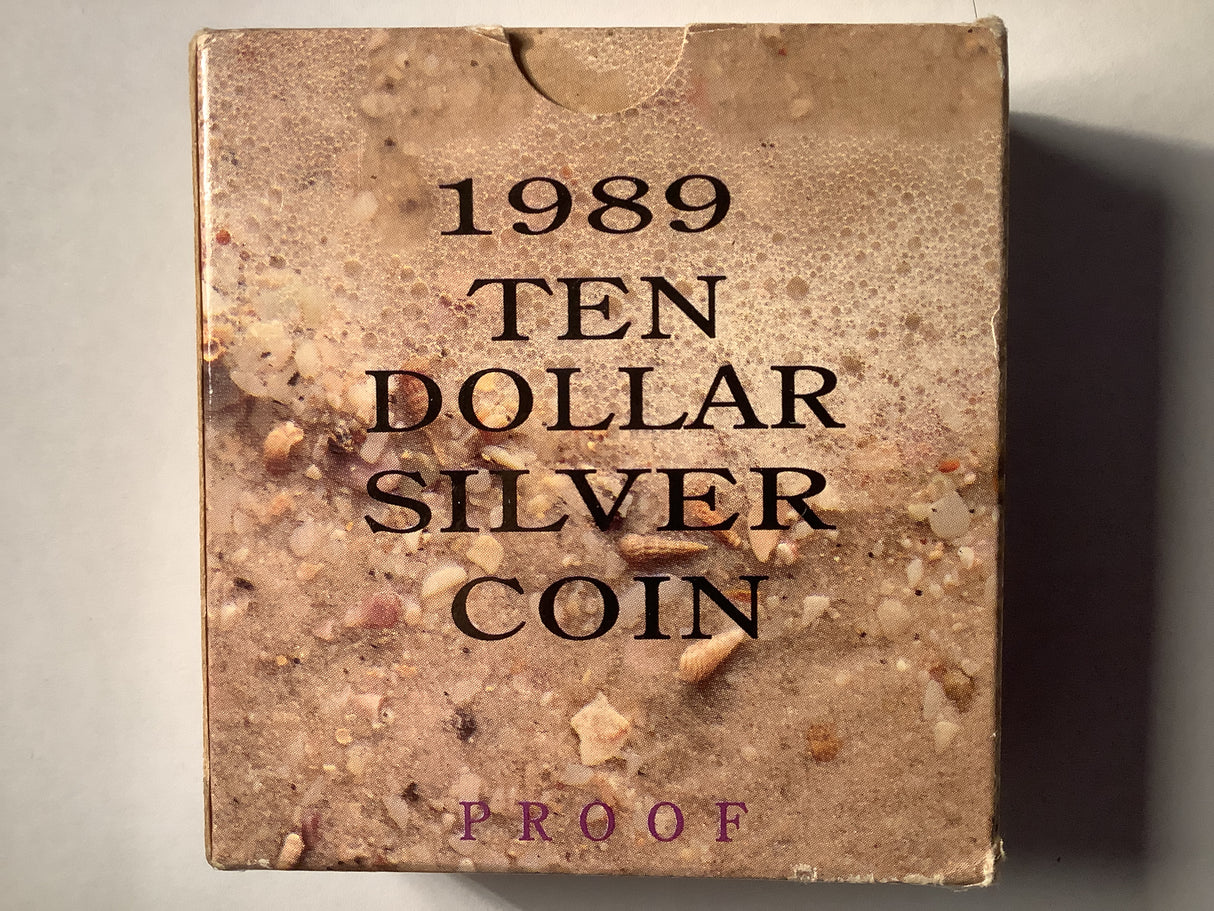 1989
TEN
DOLLAR
SILVER
COIN
PROOF